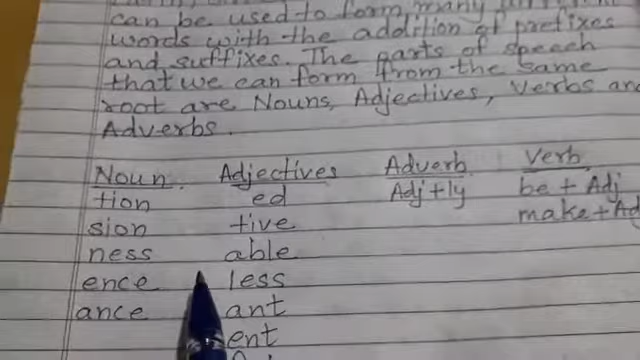 can be used to form many
words with the addition of prefixes
and suffixes. The parts of speech
that we can form from the same
root are Nouns, Adjectives, Verbs and
Adverbs.
Noun Adjectives Adverb Verb
tion ed Adj+ly be + Adj
sion tive make+Adj
ness able
ence less
ance ant
ent